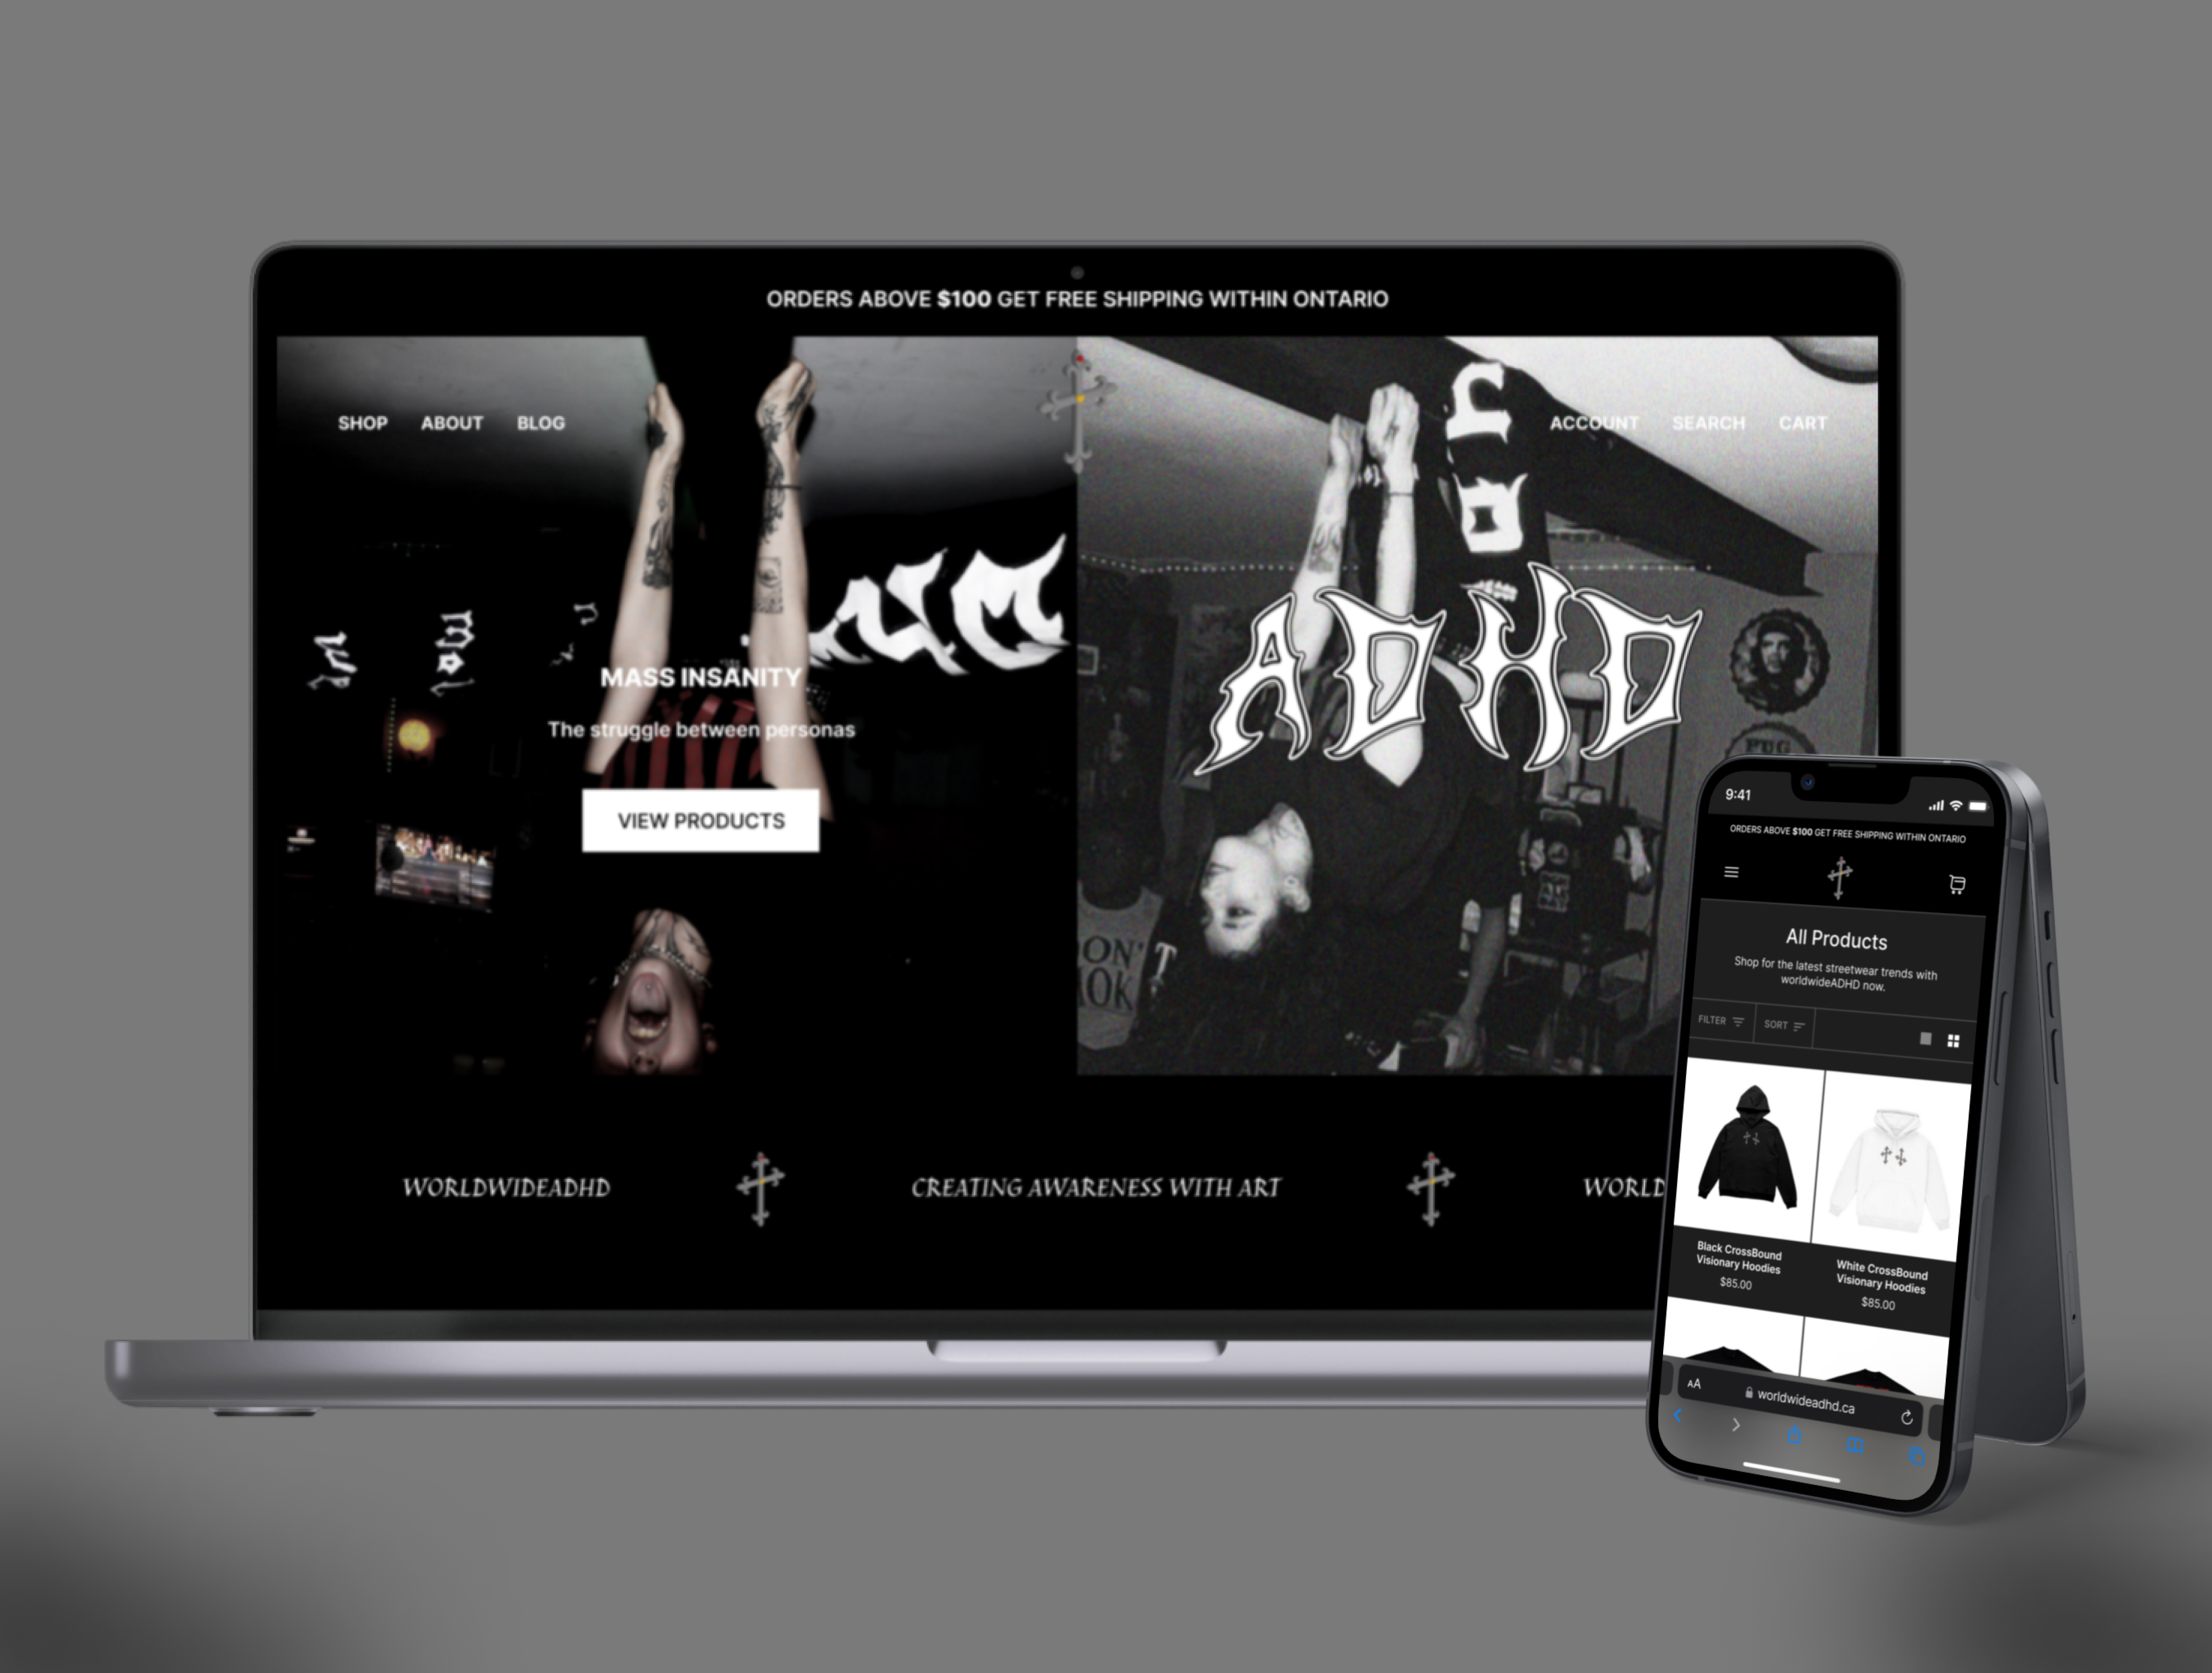 ORDERS ABOVE $100 GET FREE SHIPPING WITHIN ONTARIO
SHOP ABOUT BLOG
ACCOUNT SEARCH CART
MASS INSANITY
The struggle between personas
VIEW PRODUCTS
ADHD
WORLDWIDEADHD
CREATING AWARENESS WITH ART
WORLD
9:41
ORDERS ABOVE $100 GET FREE SHIPPING WITHIN ONTARIO
All Products
Shop for the latest streetwear trends with
worldwideADHD now.
FILTER
SORT
Black CrossBound
Visionary Hoodies
$85.00
White CrossBound
Visionary Hoodies
$85.00
AA
worldwideadhd.ca